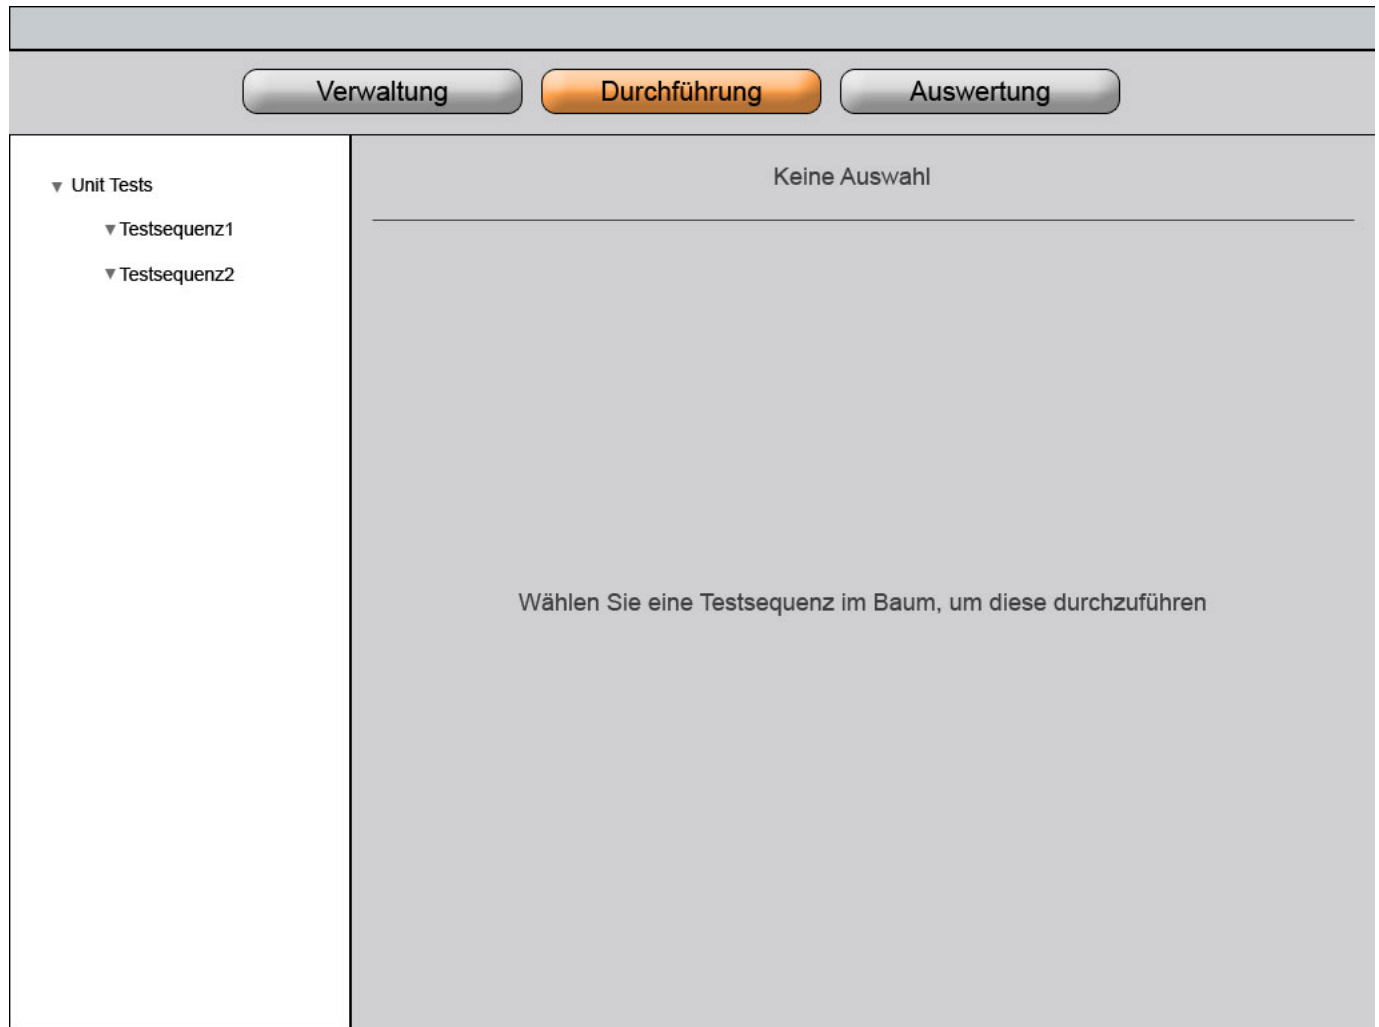 Verwaltung
Durchführung
Auswertung
Unit Tests
Testsequenz1
Testsequenz2
Keine Auswahl
Wählen Sie eine Testsequenz im Baum, um diese durchzuführen